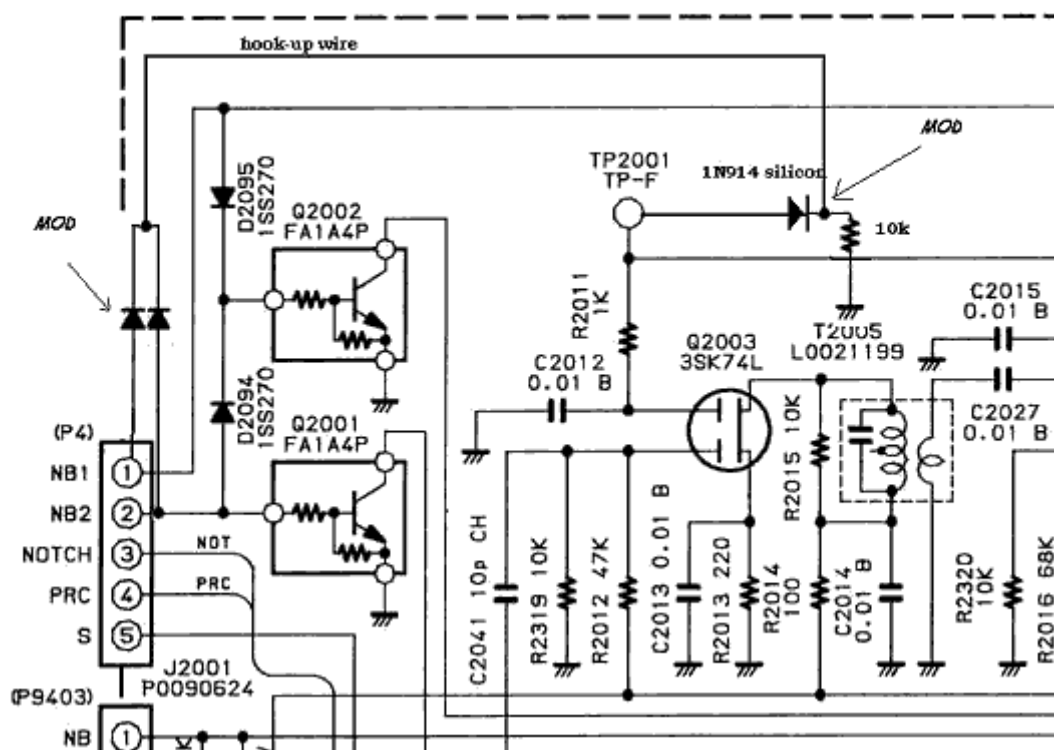 hook-up wire
MOD
TP2001
TP-F
1N914 silicon
10k
MOD
D2095
1SS270
Q2002
FA1A4P
R2011
1K
C2015
0.01 B
T2005
L0021199
Q2003
3SK74L
C2012
0.01 B
C2027
0.01 B
D2094
1SS270
Q2001
FA1A4P
(P4)
NB1 1
NB2 2
NOTCH 3
NOT
PRC 4
PRC
S 5
J2001
P0090624
C2041 10p CH
R2319 10K
R2012 47K
C2013 0.01 B
R2013 220
R2015 10K
R2014
100
C2014
0.01 B
R2320
10K
R2016 68K
(P9403)
NB 1
K